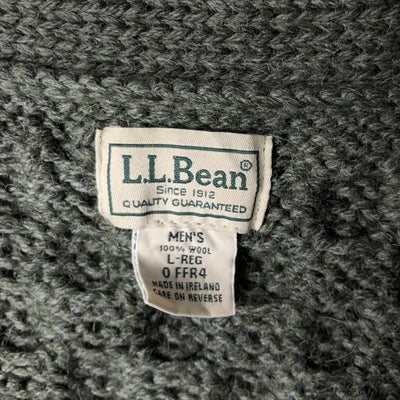 L.L.Bean®
Since 1912
QUALITY GUARANTEED
MEN'S
100% WOOL
L-REG
0 FFR4
MADE IN IRELAND
CARE ON REVERSE